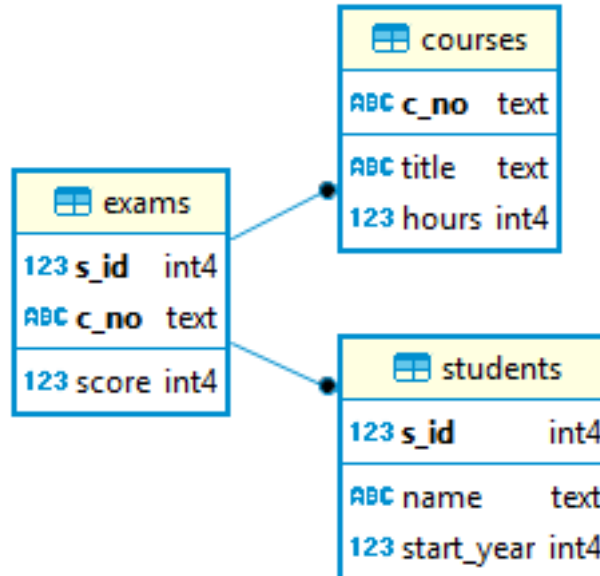 courses
ABC c_no text
ABC title text
123 hours int4
exams
123 s_id int4
ABC c_no text
123 score int4
students
123 s_id int4
ABC name text
123 start_year int4